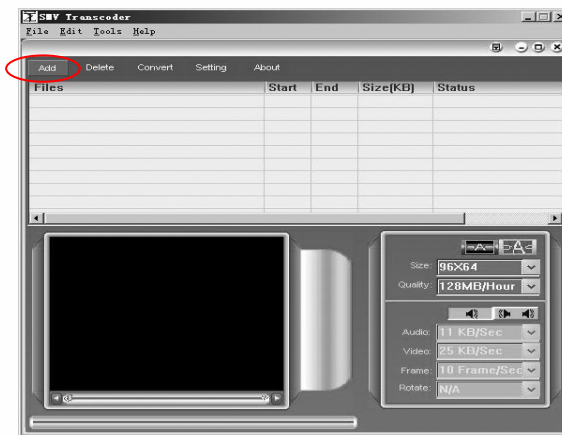 SMV Transcoder
File Edit Tools Help
Add Delete Convert Setting About
Files Start End Size[KB] Status
A A
Size: 96X64
Quality: 128MB/Hour
Audio: 11 KB/Sec
Video: 25 KB/Sec
Frame: 10 Frame/Sec
Rotate: N/A